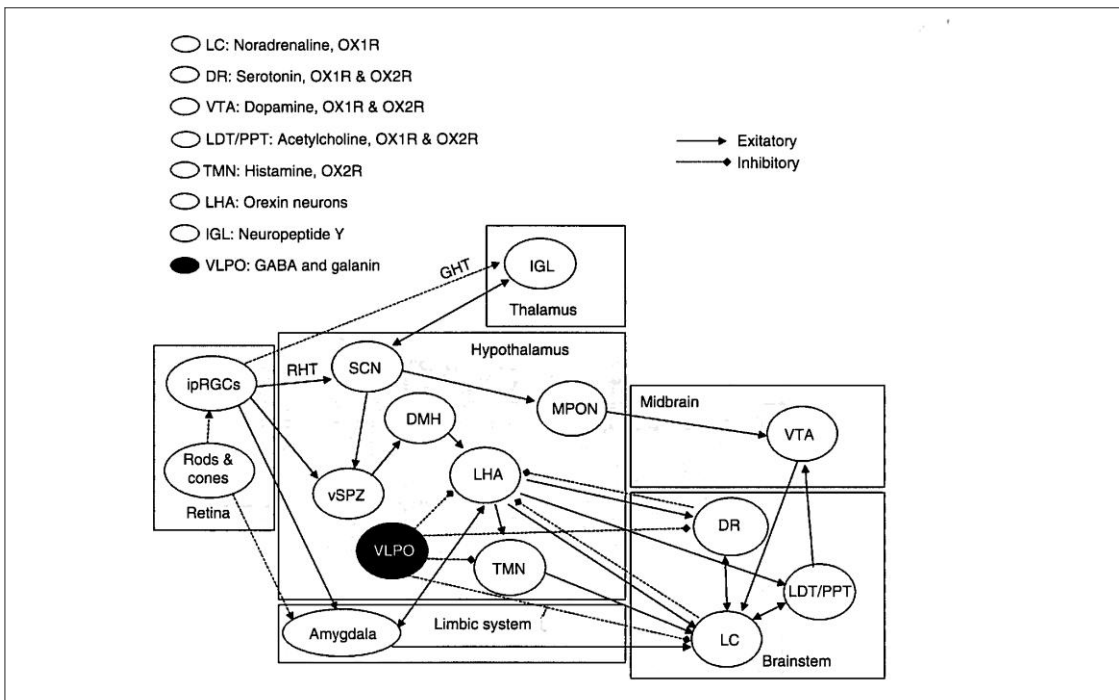 LC: Noradrenaline, OX1R
DR: Serotonin, OX1R & OX2R
VTA: Dopamine, OX1R & OX2R
LDT/PPT: Acetylcholine, OX1R & OX2R
TMN: Histamine, OX2R
LHA: Orexin neurons
IGL: Neuropeptide Y
VLPO: GABA and galanin
Exitatory
Inhibitory
GHT
IGL
Thalamus
Hypothalamus
ipRGCs
RHT
SCN
MPON
Midbrain
DMH
VTA
Rods &
cones
Retina
vSPZ
LHA
DR
VLPO
TMN
LDT/PPT
Amygdala
Limbic system
LC
Brainstem